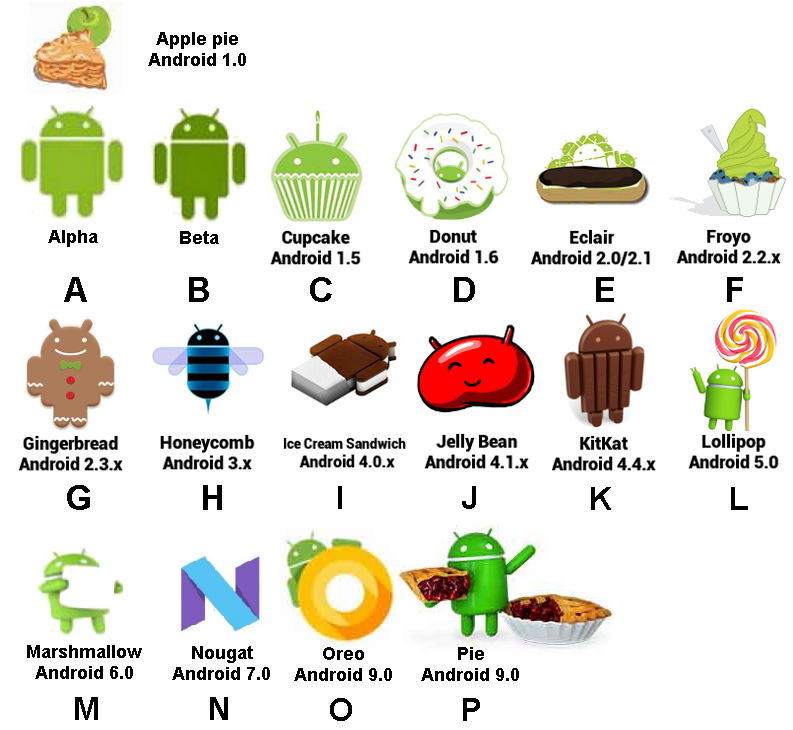 Apple pie
Android 1.0
Alpha
Beta
Cupcake
Android 1.5
Donut
Android 1.6
Eclair
Android 2.0/2.1
Froyo
Android 2.2.x
A
B
C
D
E
F
Gingerbread
Android 2.3.x
Honeycomb
Android 3.x
Ice Cream Sandwich
Android 4.0.x
Jelly Bean
Android 4.1.x
KitKat
Android 4.4.x
Lollipop
Android 5.0
G
H
I
J
K
L
Marshmallow
Android 6.0
Nougat
Android 7.0
Oreo
Android 9.0
Pie
Android 9.0
M
N
O
P